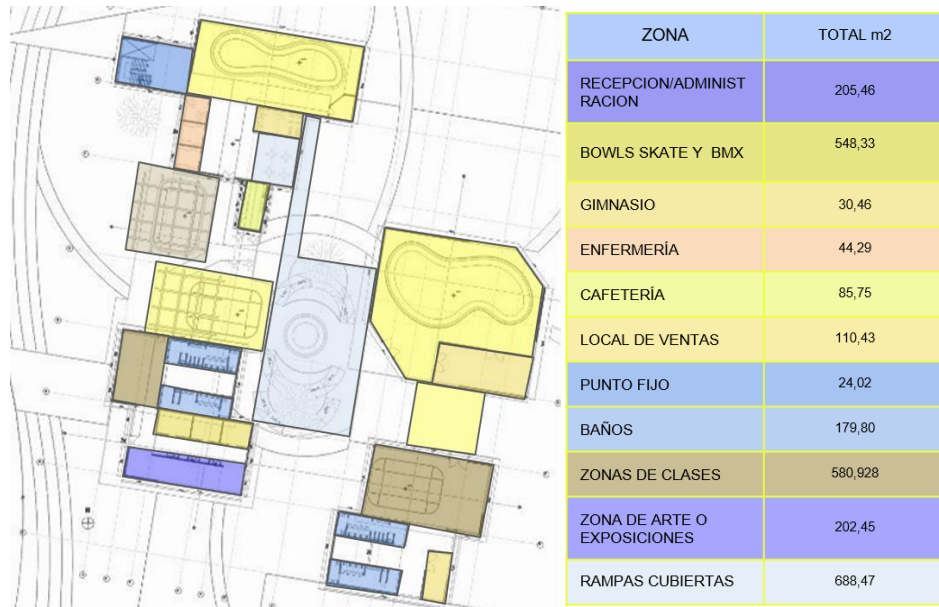 ZONA TOTAL m2
RECEPCION/ADMINIST
RACION 205,46
BOWLS SKATE Y BMX 548,33
GIMNASIO 30,46
ENFERMERÍA 44,29
CAFETERÍA 85,75
LOCAL DE VENTAS 110,43
PUNTO FIJO 24,02
BAÑOS 179,80
ZONAS DE CLASES 580,928
ZONA DE ARTE O
EXPOSICIONES 202,45
RAMPAS CUBIERTAS 688,47